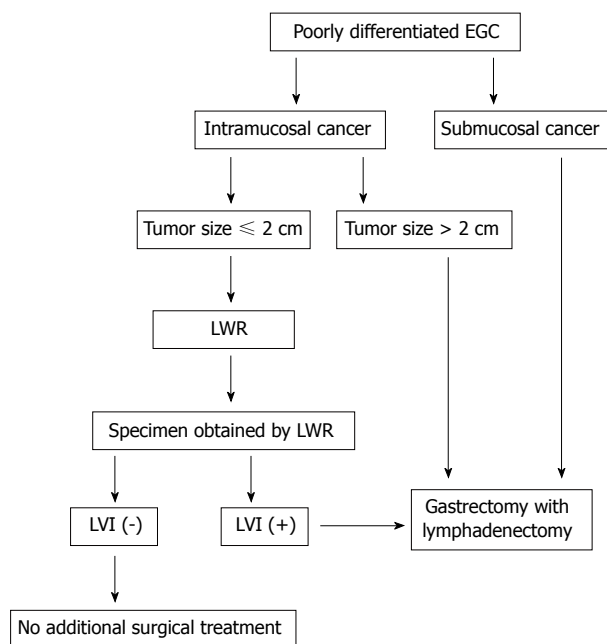 Poorly differentiated EGC
Intramucosal cancer
Submucosal cancer
Tumor size ≤ 2 cm
Tumor size > 2 cm
LWR
Specimen obtained by LWR
LVI (-)
LVI (+)
Gastrectomy with
lymphadenectomy
No additional surgical treatment